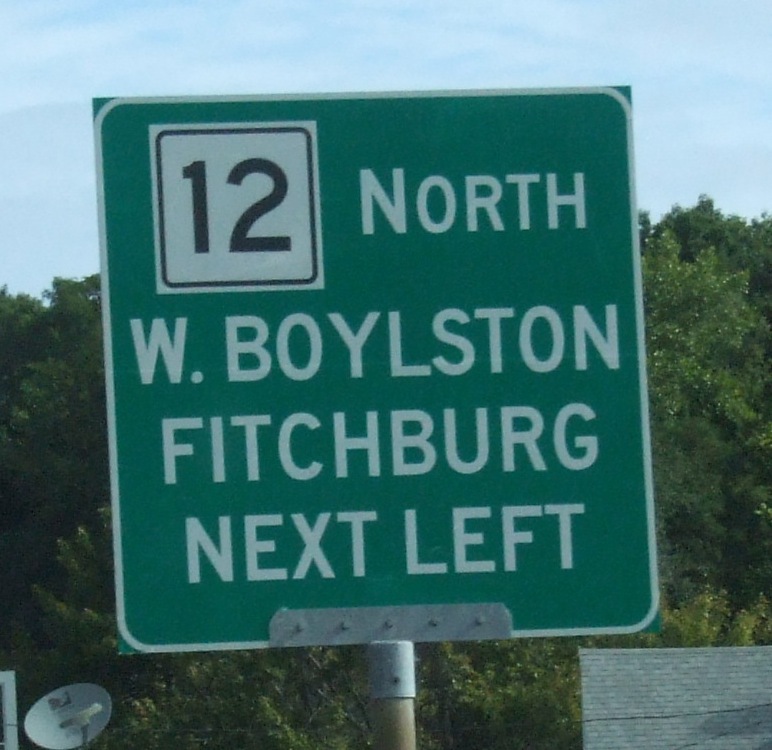 12 NORTH
W. BOYLSTON
FITCHBURG
NEXT LEFT